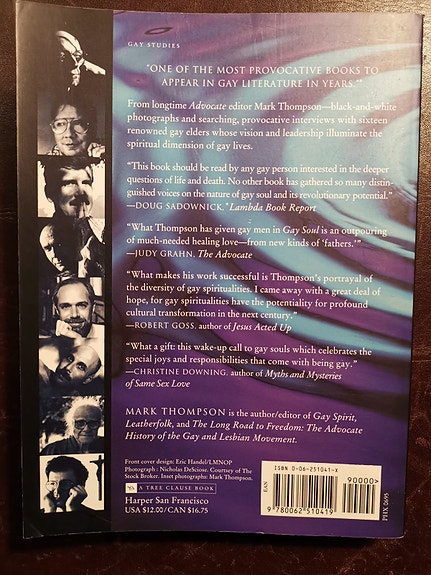 GAY STUDIES
"ONE OF THE MOST PROVOCATIVE BOOKS TO
APPEAR IN GAY LITERATURE IN YEARS."*
From longtime Advocate editor Mark Thompson—black-and-white
photographs and searching, provocative interviews with sixteen
renowned gay elders whose vision and leadership illuminate the
spiritual dimension of gay lives.
"This book should be read by any gay person interested in the deeper
questions of life and death. No other book has gathered so many distin-
guished voices on the nature of gay soul and its revolutionary potential."
—DOUG SADOWNICK,*Lambda Book Report
"What Thompson has given gay men in Gay Soul is an outpouring
of much-needed healing love—from new kinds of 'fathers.'"
—JUDY GRAHN, The Advocate
"What makes his work successful is Thompson's portrayal of
the diversity of gay spiritualities. I came away with a great deal of
hope, for gay spiritualities have the potentiality for profound
cultural transformation in the next century."
—ROBERT GOSS, author of Jesus Acted Up
"What a gift: this wake-up call to gay souls which celebrates the
special joys and responsibilities that come with being gay."
—CHRISTINE DOWNING, author of Myths and Mysteries
of Same Sex Love
MARK THOMPSON is the author/editor of Gay Spirit,
Leatherfolk, and The Long Road to Freedom: The Advocate
History of the Gay and Lesbian Movement.
Front cover design: Eric Handel/LMNOP
Photograph : Nicholas DeSciose. Courtesy of The
Stock Broker. Inset photographs: Mark Thompson.
A TREE CLAUSE BOOK
Harper San Francisco
USA $12.00/CAN $16.75
ISBN 0-06-251041-X
90000>
EAN
9780062510419
PHX 0695